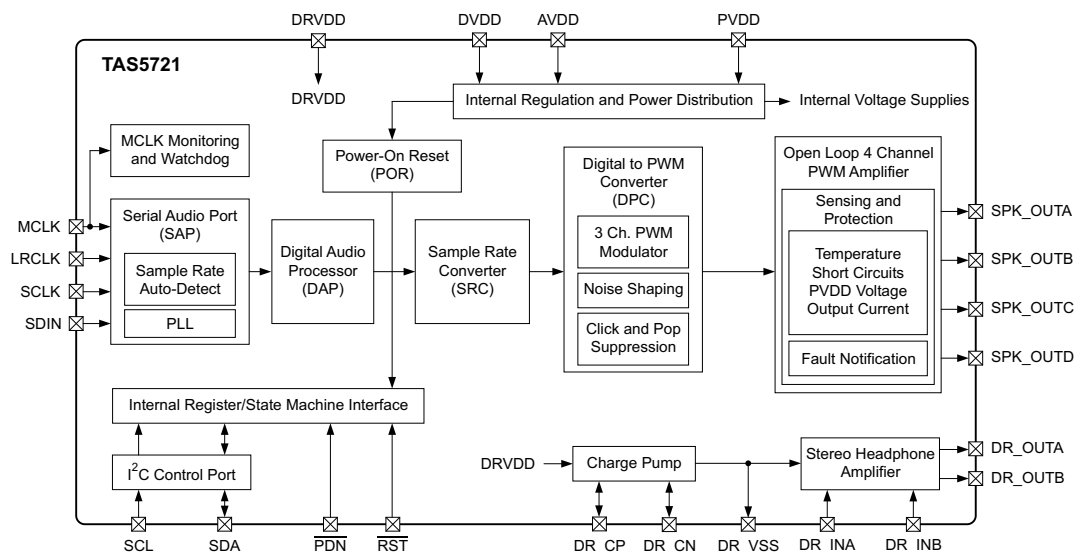 DRVDD
DVDD
AVDD
PVDD
TAS5721
DRVDD
Internal Regulation and Power Distribution
Internal Voltage Supplies
MCLK Monitoring
and Watchdog
Power-On Reset
(POR)
Digital to PWM
Converter
(DPC)
3 Ch. PWM
Modulator
Noise Shaping
Click and Pop
Suppression
Open Loop 4 Channel
PWM Amplifier
Sensing and
Protection
Temperature
Short Circuits
PVDD Voltage
Output Current
Fault Notification
MCLK
LRCLK
SCLK
SDIN
Serial Audio Port
(SAP)
Sample Rate
Auto-Detect
PLL
Digital Audio
Processor
(DAP)
Sample Rate
Converter
(SRC)
SPK_OUTA
SPK_OUTB
SPK_OUTC
SPK_OUTD
Internal Register/State Machine Interface
I²C Control Port
DRVDD
Charge Pump
Stereo Headphone
Amplifier
DR_OUTA
DR_OUTB
SCL
SDA
PDN
RST
DR_CP
DR_CN
DR_VSS
DR_INA
DR_INB